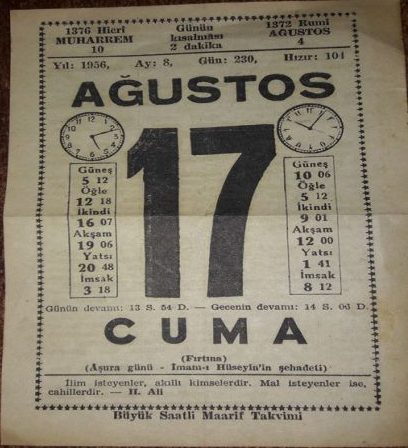 1376 Hicrî
MUHARREM
10
Günün
kısalması
2 dakika
1372 Rumî
AĞUSTOS
4
Yıl: 1956, Ay: 8, Gün: 230, Hızır: 104
AĞUSTOS
17
Güneş
5 12
Öğle
12 18
İkindi
16 07
Akşam
19 06
Yatsı
20 48
İmsak
3 18
Güneş
10 06
Öğle
5 12
İkindi
9 01
Akşam
12 00
Yatsı
1 41
İmsak
8 12
Günün devamı: 13 S. 54 D. — Gecenin devamı: 14 S. 06 D.
CUMA
(Fırtına)
(Aşura günü - İmam-ı Hüseyin'in şehadeti)
İlim isteyenler, akıllı kimselerdir. Mal isteyenler ise,
cahillerdir. — H. Ali
Büyük Saatli Maarif Takvimi